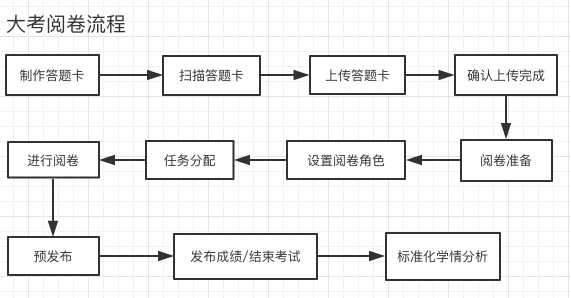 大考阅卷流程
制作答题卡
扫描答题卡
上传答题卡
确认上传完成
阅卷准备
设置阅卷角色
任务分配
进行阅卷
预发布
发布成绩/结束考试
标准化学情分析